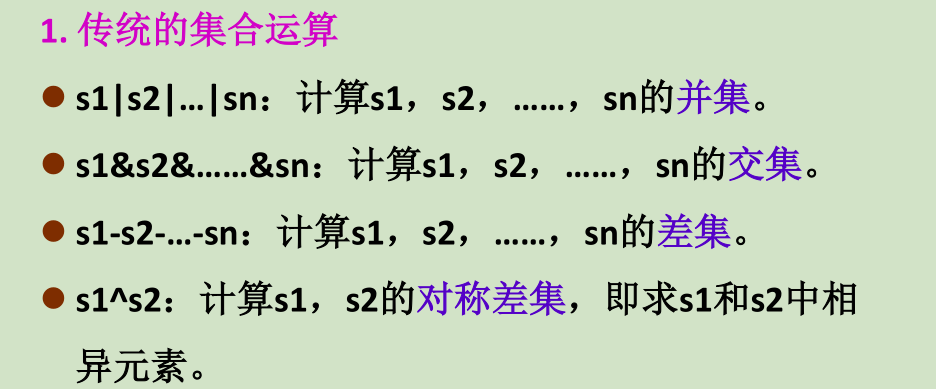 1. 传统的集合运算
● s1|s2|…|sn：计算s1，s2，……，sn的并集。
● s1&s2&……&sn：计算s1，s2，……，sn的交集。
● s1-s2-…-sn：计算s1，s2，……，sn的差集。
● s1^s2：计算s1，s2的对称差集，即求s1和s2中相
异元素。